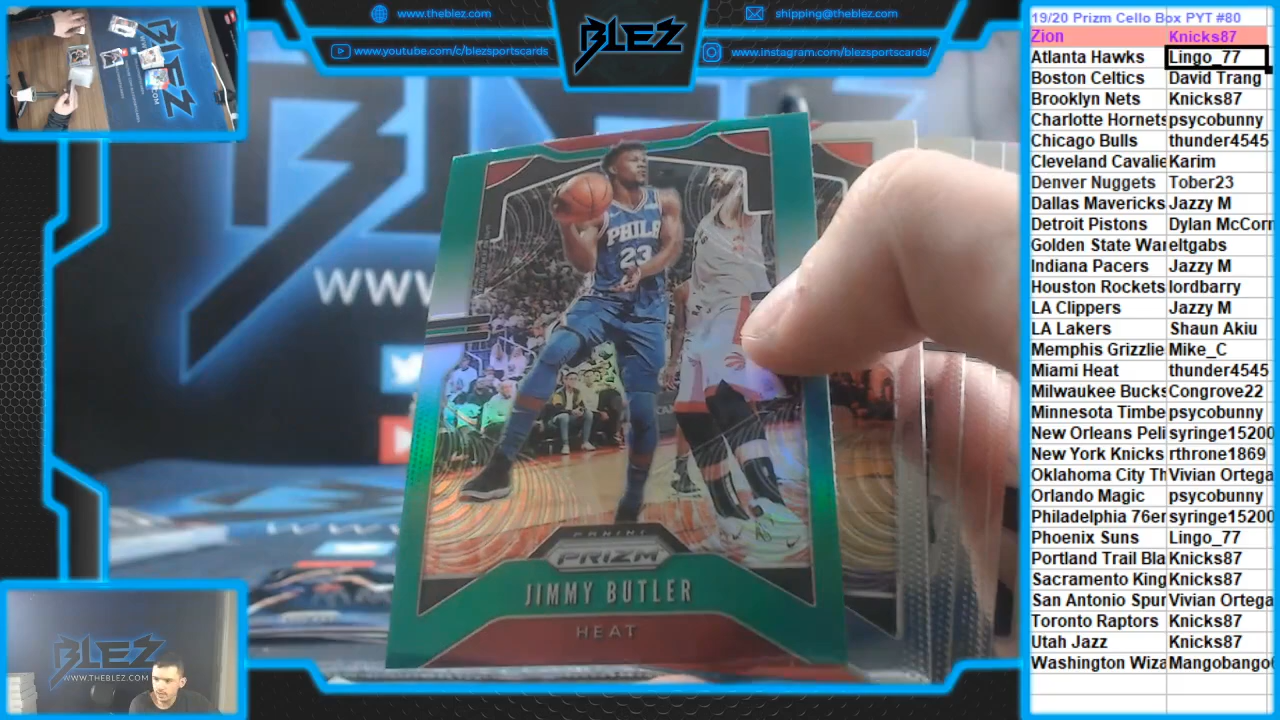 www.theblez.com
shipping@theblez.com
www.youtube.com/c/blezsportscards
www.instagram.com/blezsportscards/
BLEZ
19/20 Prizm Cello Box PYT #80
Zion Knicks87
Atlanta Hawks Lingo_77
Boston Celtics David Trang
Brooklyn Nets Knicks87
Charlotte Hornets psycobunny
Chicago Bulls thunder4545
Cleveland Cavalie Karim
Denver Nuggets Tober23
Dallas Mavericks Jazzy M
Detroit Pistons Dylan McCorr
Golden State War eltgabs
Indiana Pacers Jazzy M
Houston Rockets lordbarry
LA Clippers Jazzy M
LA Lakers Shaun Akiu
Memphis Grizzlie Mike_C
Miami Heat thunder4545
Milwaukee Bucks Congrove22
Minnesota Timbe psycobunny
New Orleans Peli syringe15200
New York Knicks rthrone1869
Oklahoma City Th Vivian Ortega
Orlando Magic psycobunny
Philadelphia 76er syringe15200
Phoenix Suns Lingo_77
Portland Trail Bla Knicks87
Sacramento King Knicks87
San Antonio Spur Vivian Ortega
Toronto Raptors Knicks87
Utah Jazz Knicks87
Washington Wiza Mangobango
WWW
PHILA
23
PANINI
PRIZM
JIMMY BUTLER
HEAT
BLEZ
WWW.THEBLEZ.COM